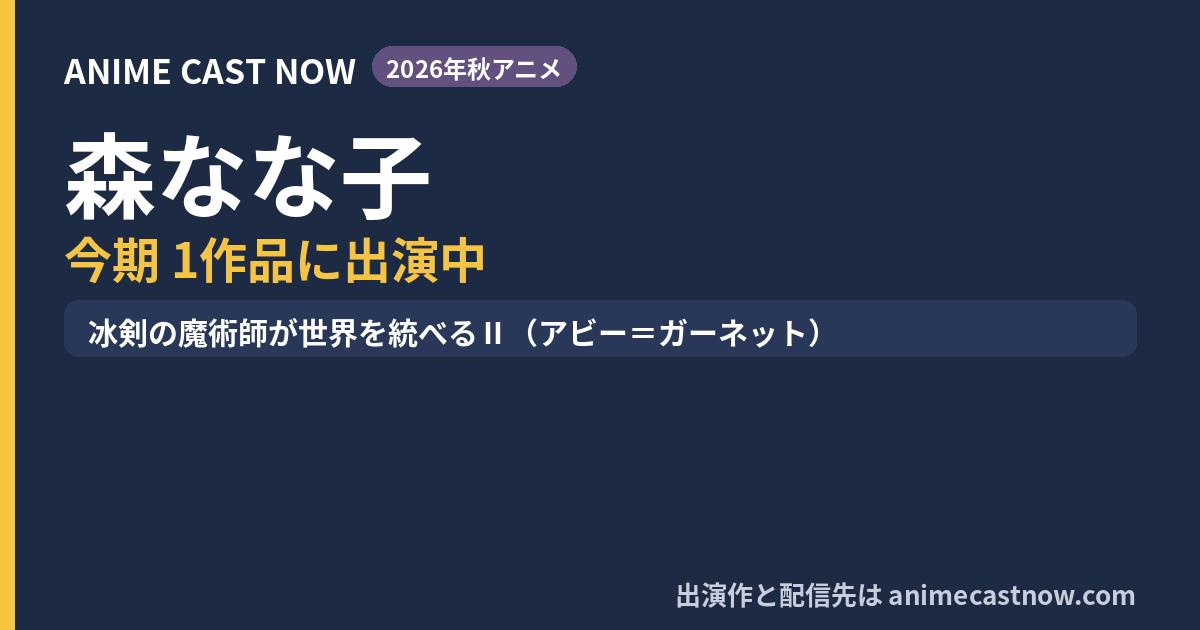 ANIME CAST NOW 2026年秋アニメ
森なな子
今期 1作品に出演中
冰剣の魔術師が世界を統べるⅡ（アビー＝ガーネット）
出演作と配信先は animecastnow.com